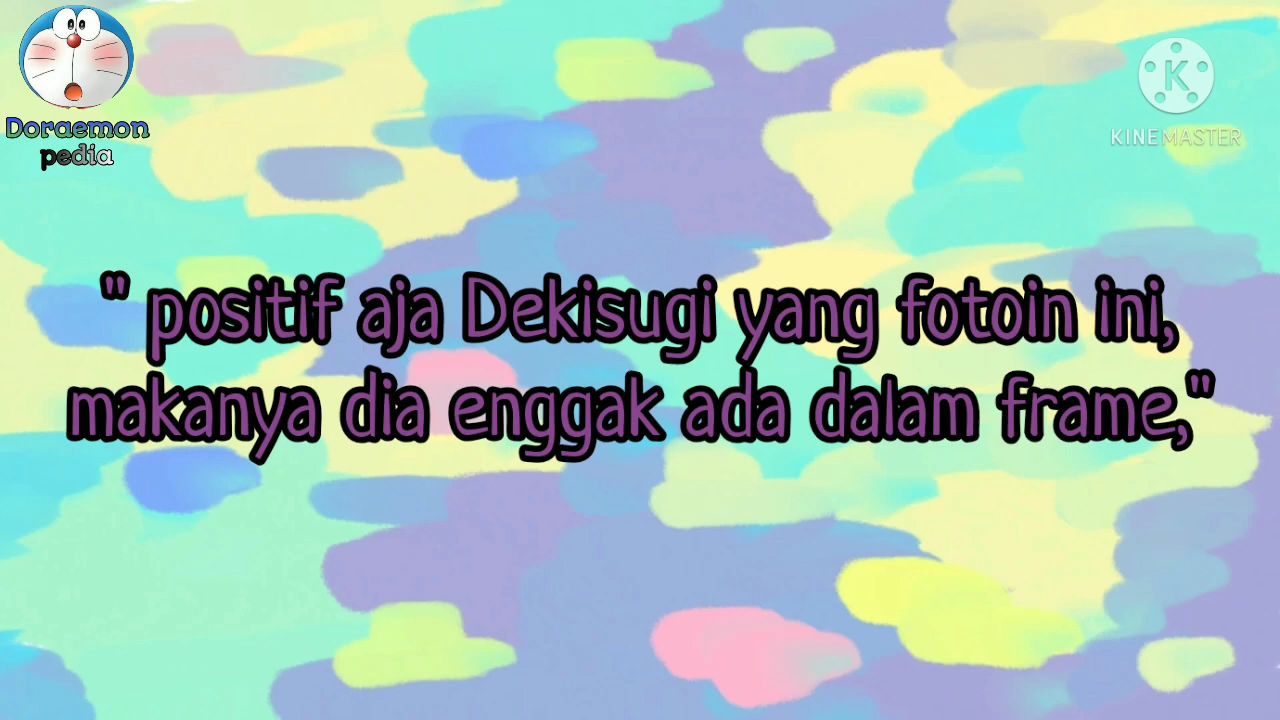 Doraemon
pedia
KINEMASTER
" positif aja Dekisugi yang fotoin ini,
makanya dia enggak ada dalam frame,"